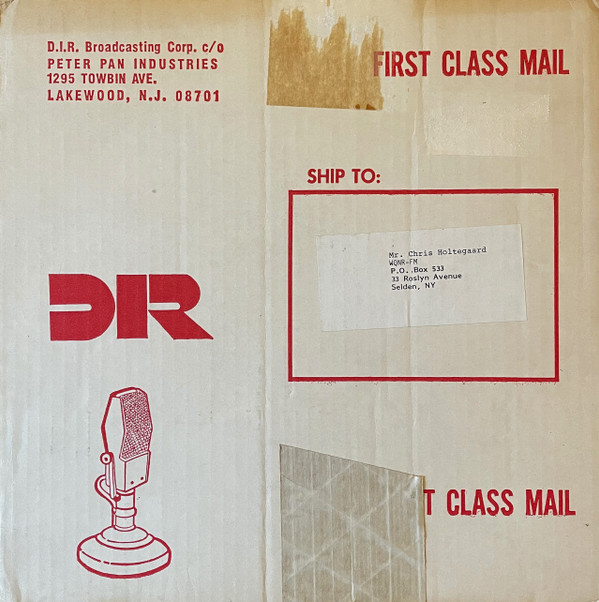 D.I.R. Broadcasting Corp. c/o
PETER PAN INDUSTRIES
1295 TOWBIN AVE.
LAKEWOOD, N.J. 08701
FIRST CLASS MAIL
SHIP TO:
Mr. Chris Holtegaard
WQNR-FM
P.O. Box 533
33 Roslyn Avenue
Selden, NY
DIR
T CLASS MAIL